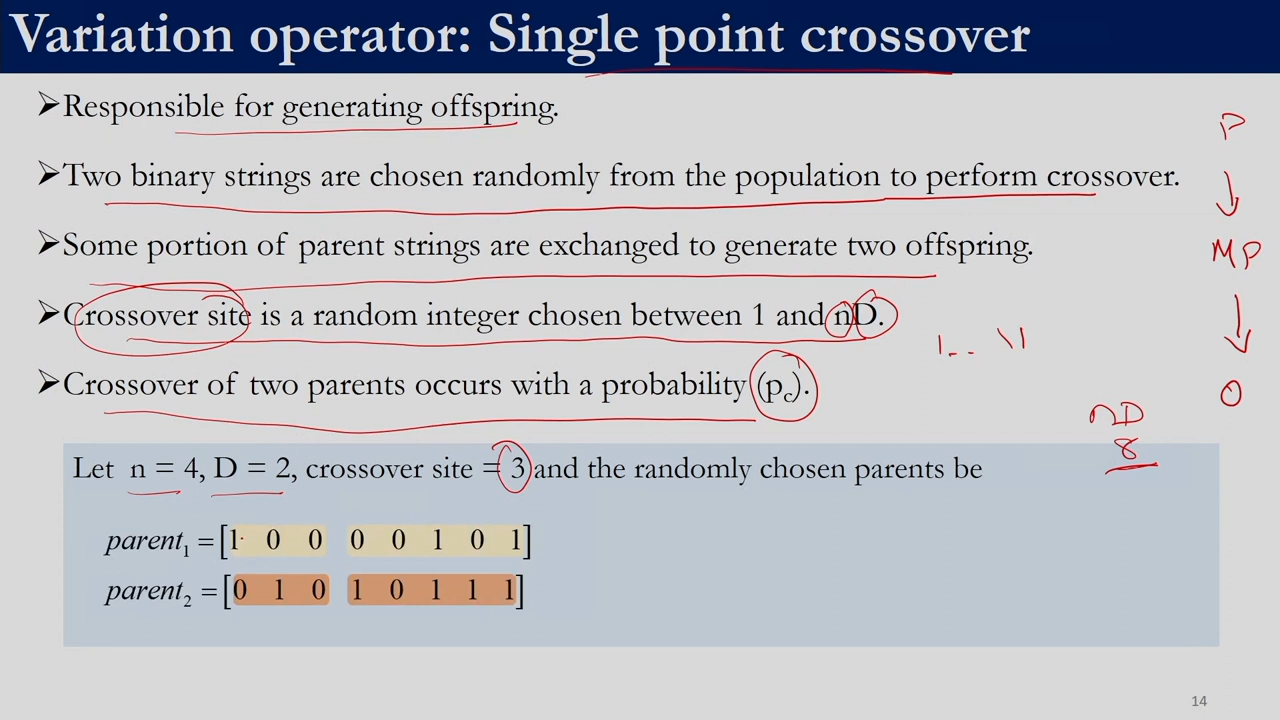 Variation operator: Single point crossover
➢Responsible for generating offspring.
➢Two binary strings are chosen randomly from the population to perform crossover.
➢Some portion of parent strings are exchanged to generate two offspring.
➢Crossover site is a random integer chosen between 1 and nD.
➢Crossover of two parents occurs with a probability (pc).
P
↓
MP
↓
O
nD
8
Let n = 4, D = 2, crossover site = 3 and the randomly chosen parents be
parent1 = [1 0 0 0 0 1 0 1]
parent2 = [0 1 0 1 0 1 1 1]
14